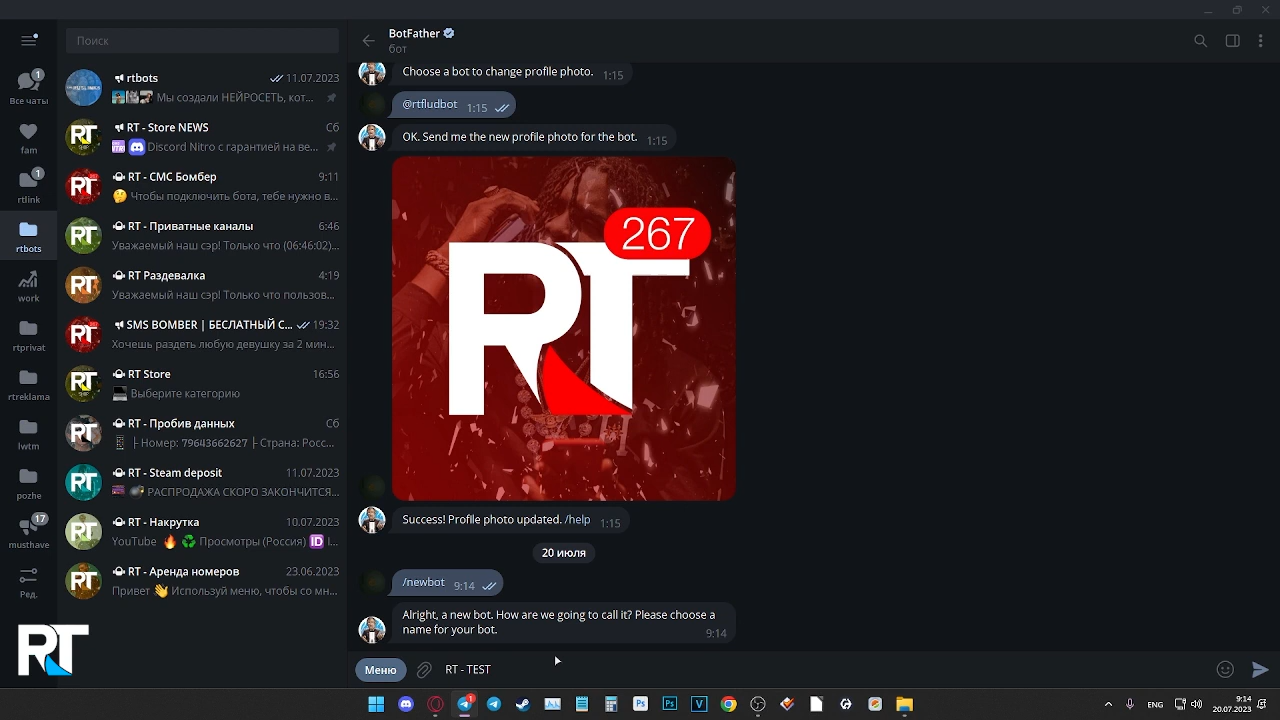 Поиск
Все чаты
1
fam
rtlink
1
rtbots
work
rtprivat
rtreklama
lwtm
pozhe
musthave
17
Ред.
rtbots 11.07.2023
Мы создали НЕЙРОСЕТЬ, кот...
RT - Store NEWS Сб
Discord Nitro с гарантией на ве...
RT - СМС Бомбер 9:11
Чтобы подключить бота, тебе нужно в...
RT - Приватные каналы 6:46
Уважаемый наш сэр! Только что (06:46:02)...
RT Раздевалка 4:19
Уважаемый наш сэр! Только что пользов...
SMS BOMBER | БЕСЛАТНЫЙ С... 19:32
Хочешь раздеть любую девушку за 2 мин...
RT Store 16:56
Выберите категорию
RT - Пробив данных Сб
├ Номер: 79643662627 ├ Страна: Росс...
RT - Steam deposit 11.07.2023
РАСПРОДАЖА СКОРО ЗАКОНЧИТСЯ...
RT - Накрутка 10.07.2023
YouTube 🔥 ♻ Просмотры (Россия) 🆔 I...
RT - Аренда номеров 23.06.2023
Привет 👋 Используй меню, чтобы со мн...
RT
BotFather
бот
Choose a bot to change profile photo. 1:15
@rtfludbot 1:15
OK. Send me the new profile photo for the bot. 1:15
267
RT
Success! Profile photo updated. /help 1:15
20 июля
/newbot 9:14
Alright, a new bot. How are we going to call it? Please choose a
name for your bot. 9:14
Меню RT - TEST
ENG 9:14
20.07.2023